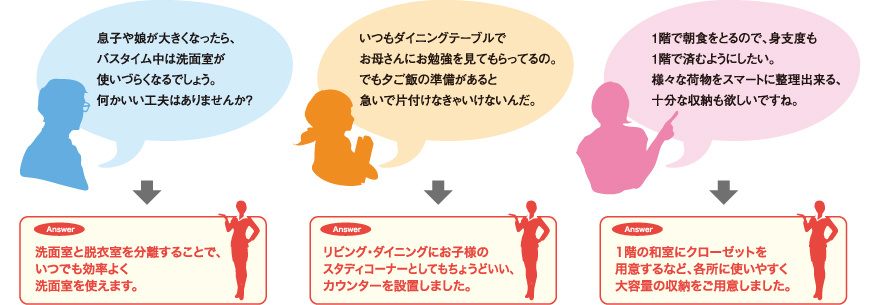 息子や娘が大きくなったら、
バスタイム中は洗面室が
使いづらくなるでしょう。
何かいい工夫はありませんか?
いつもダイニングテーブルで
お母さんにお勉強を見てもらってるの。
でも夕ご飯の準備があると
急いで片付けなきゃいけないんだ。
1階で朝食をとるので、身支度も
1階で済むようにしたい。
様々な荷物をスマートに整理出来る、
十分な収納も欲しいですね。
Answer
洗面室と脱衣室を分離することで、
いつでも効率よく
洗面室を使えます。
Answer
リビング・ダイニングにお子様の
スタディコーナーとしてもちょうどいい、
カウンターを設置しました。
Answer
1階の和室にクローゼットを
用意するなど、各所に使いやすく
大容量の収納をご用意しました。